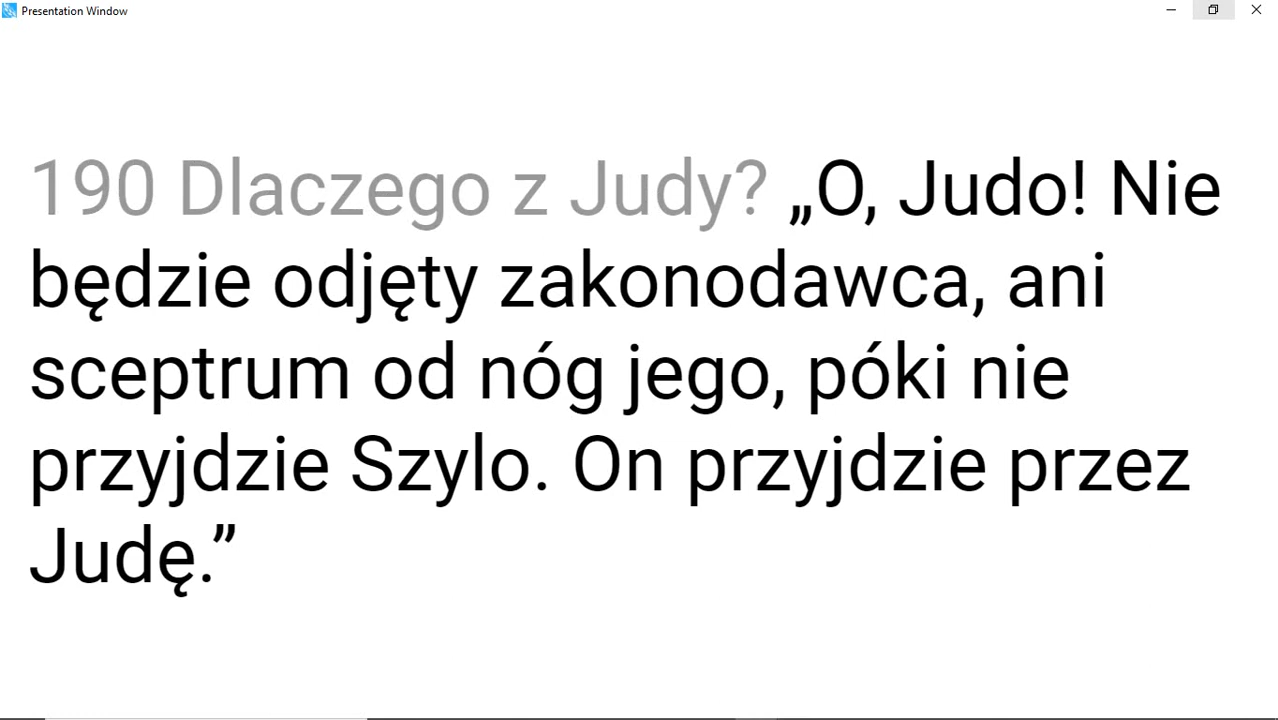 Presentation Window
190 Dlaczego z Judy? „O, Judo! Nie
będzie odjęty zakonodawca, ani
sceptrum od nóg jego, póki nie
przyjdzie Szylo. On przyjdzie przez
Judę.”